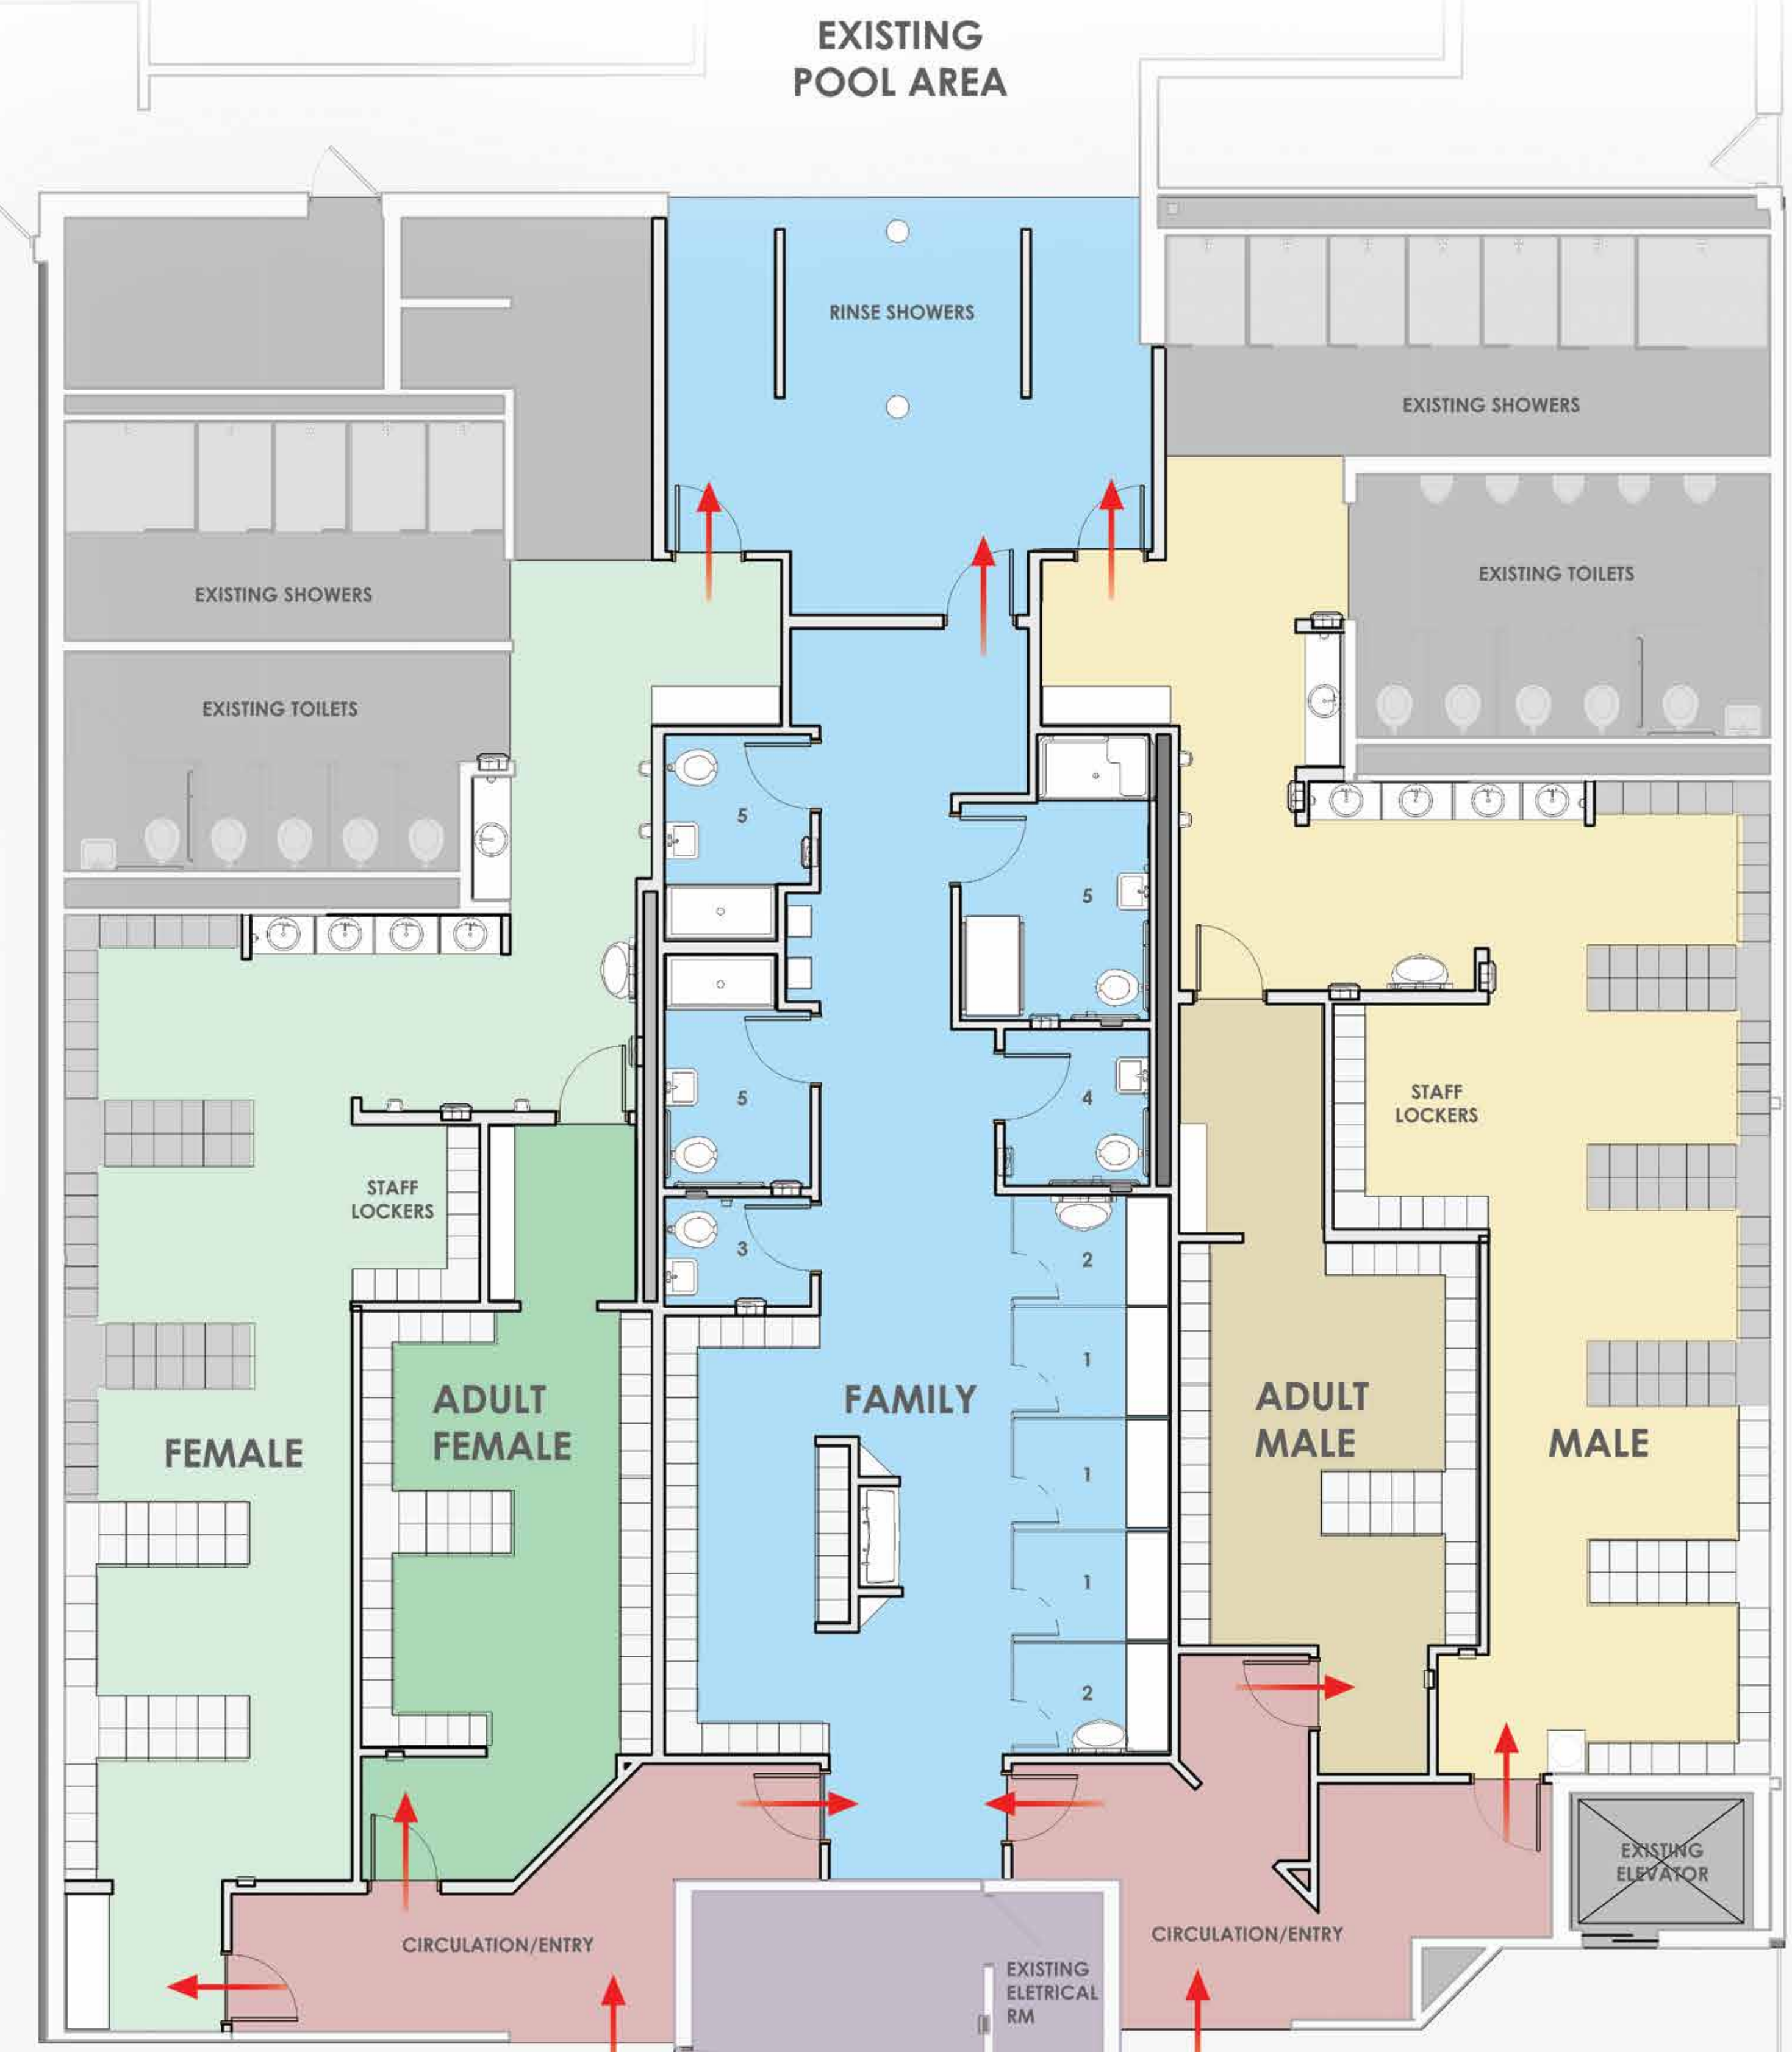 EXISTING
POOL AREA
RINSE SHOWERS
EXISTING SHOWERS
EXISTING TOILETS
EXISTING SHOWERS
EXISTING TOILETS
5
5
5
4
3
2
1
1
1
2
STAFF
LOCKERS
STAFF
LOCKERS
FEMALE
ADULT
FEMALE
FAMILY
ADULT
MALE
MALE
CIRCULATION/ENTRY
EXISTING
ELETRICAL
RM
CIRCULATION/ENTRY
EXISTING
ELEVATOR